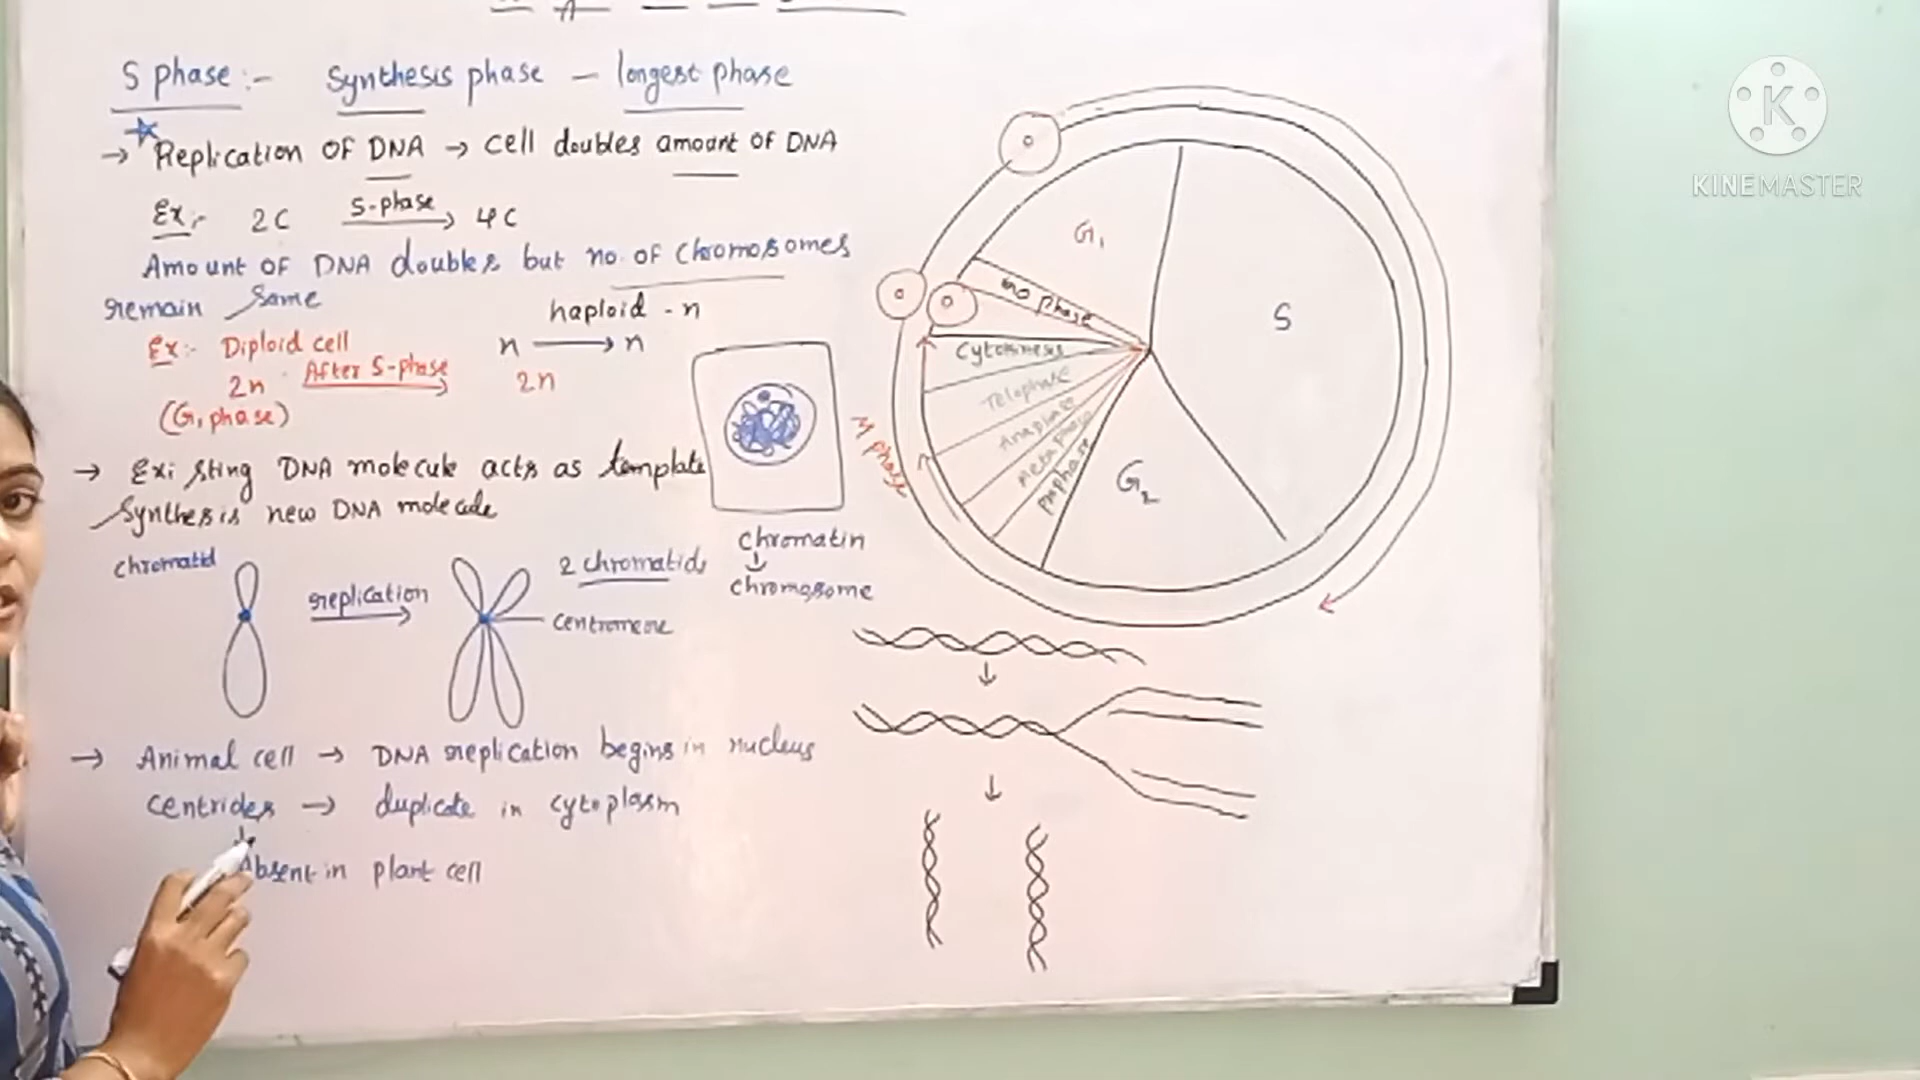 S phase :- Synthesis phase - longest phase
→ Replication OF DNA → cell doubles amount OF DNA
Ex:- 2C S-phase → 4C
Amount OF DNA doubles but no. OF chromosomes
remain same
haploid - n
Ex:- Diploid cell
n → n
2n After S-phase → 2n
(G1 phase)
→ Existing DNA molecule acts as template
Synthesis new DNA molecule
chromatid
replication
2 chromatids
centromere
chromatin
↓
chromosome
→ Animal cell → DNA replication begins in nucleus
centrioles → duplicate in cytoplasm
↓
Absent in plant cell
G1
S
G2
Cytokinesis
Telophase
Anaphase
Metaphase
Prophase
M phase
K
KINEMASTER